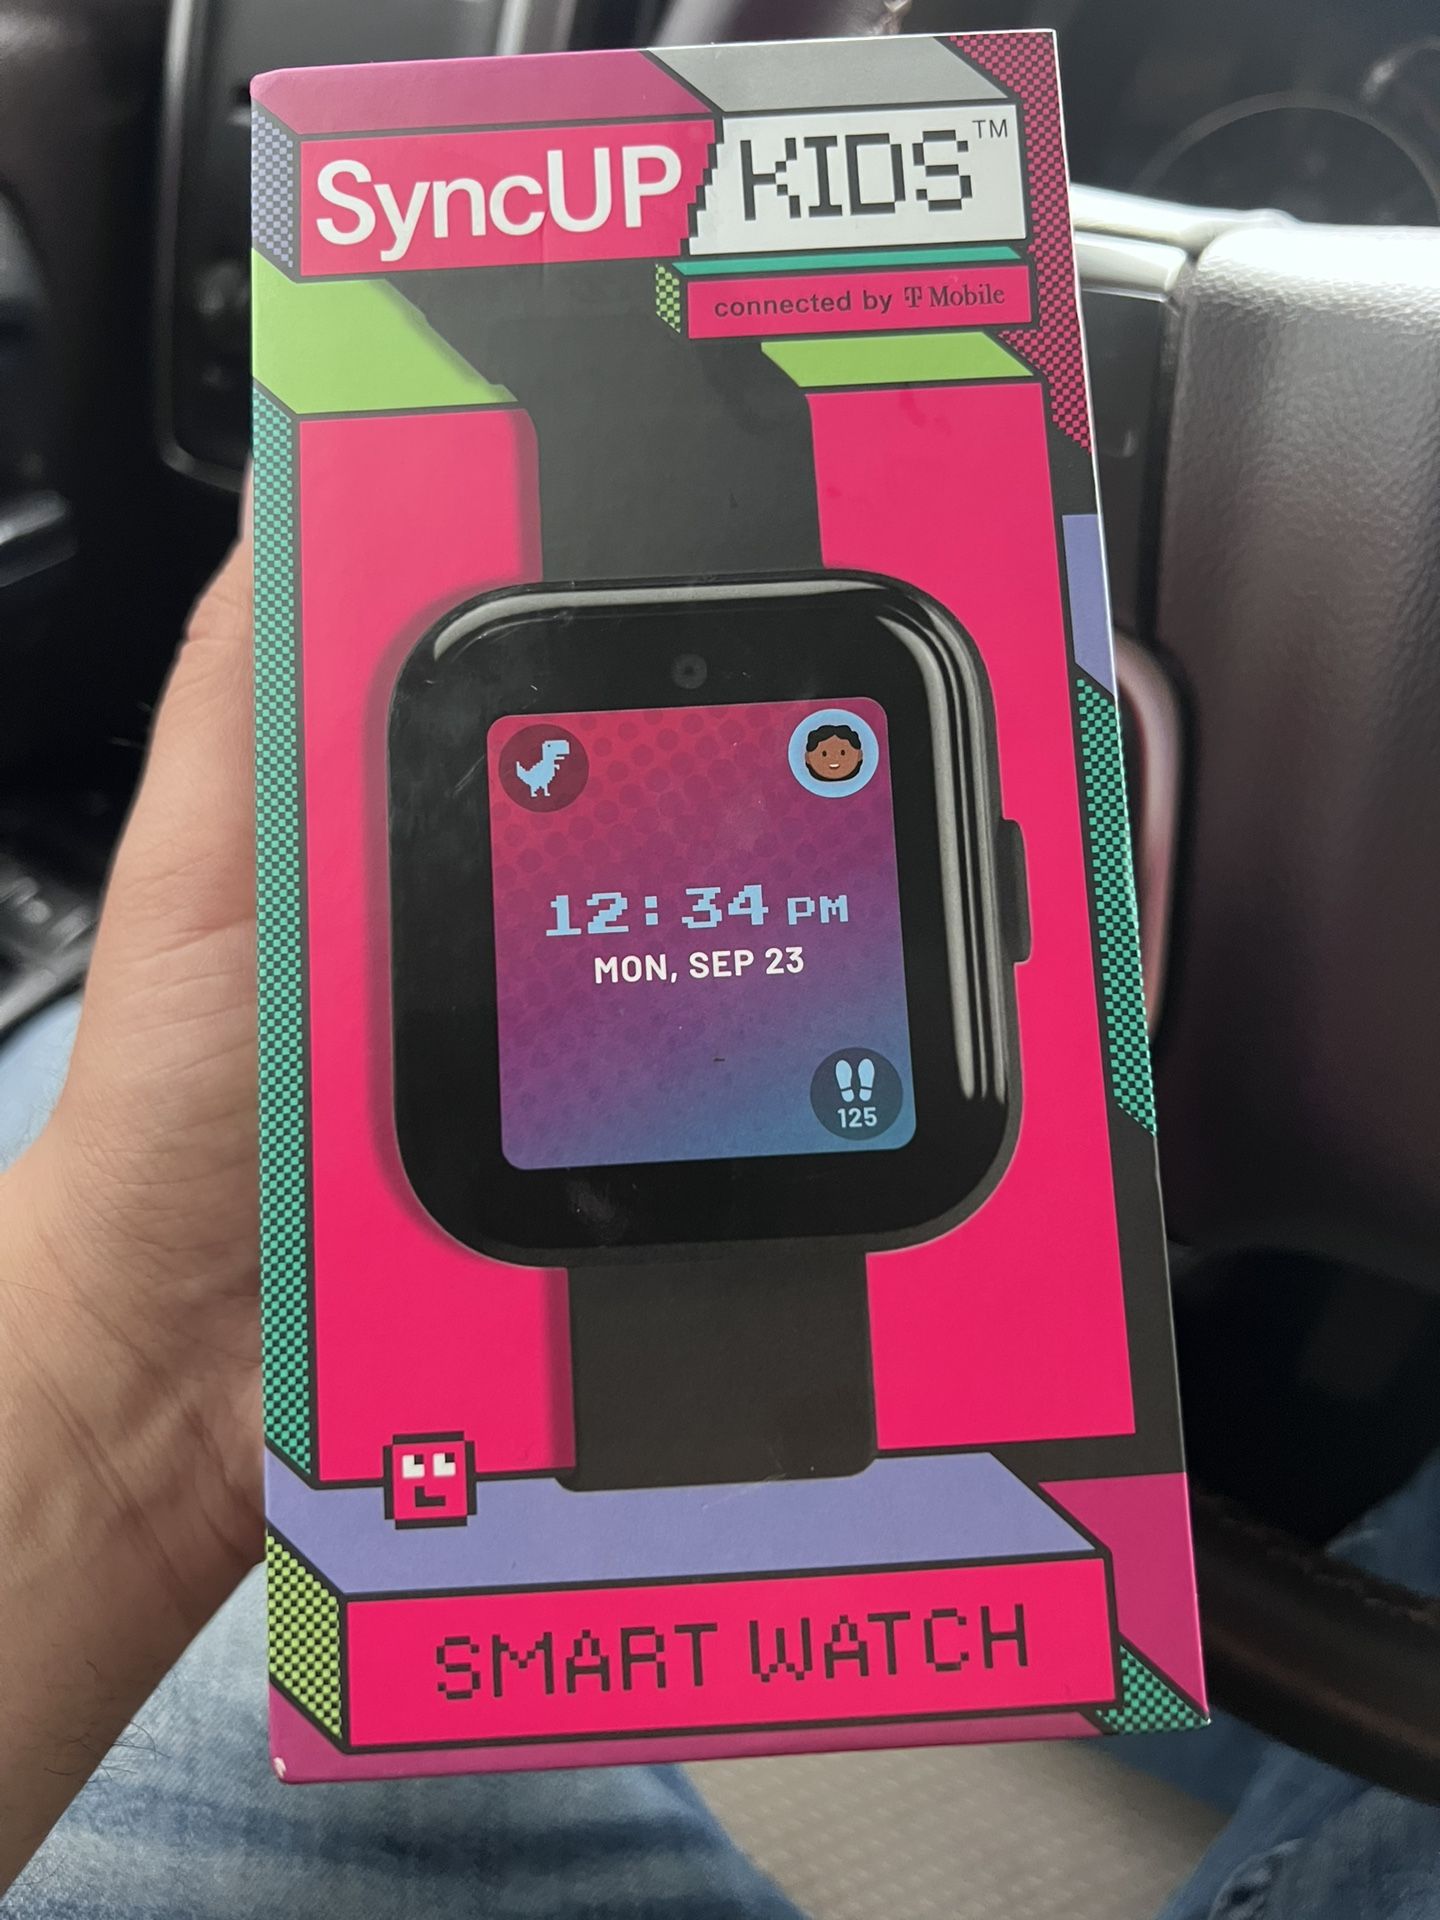 SyncUP KIDS™
connected by T Mobile
12:34 PM
MON, SEP 23
125
SMART WATCH